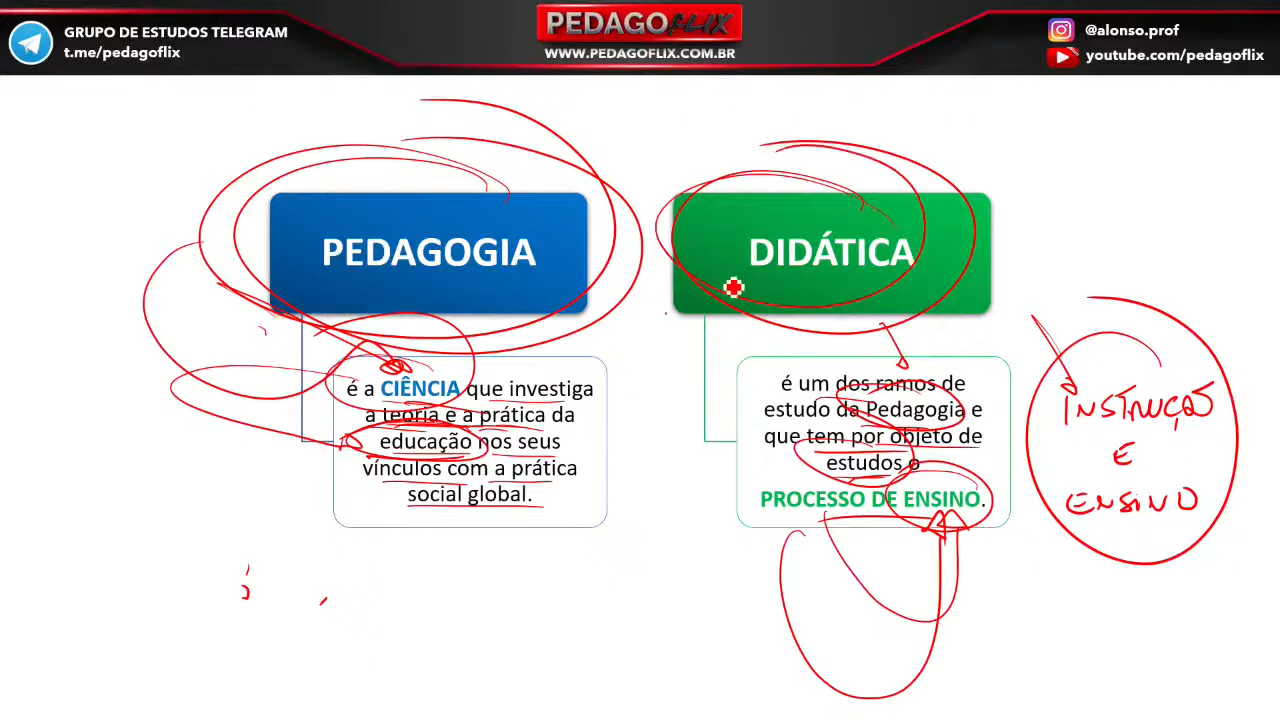 GRUPO DE ESTUDOS TELEGRAM
t.me/pedagoflix
PEDAGOFLIX
WWW.PEDAGOFLIX.COM.BR
@alonso.prof
youtube.com/pedagoflix
PEDAGOGIA
é a CIÊNCIA que investiga
a teoria e a prática da
educação nos seus
vínculos com a prática
social global.
DIDÁTICA
é um dos ramos de
estudo da Pedagogia e
que tem por objeto de
estudos o
PROCESSO DE ENSINO.
INSTRUÇÃO
E
ENSINO